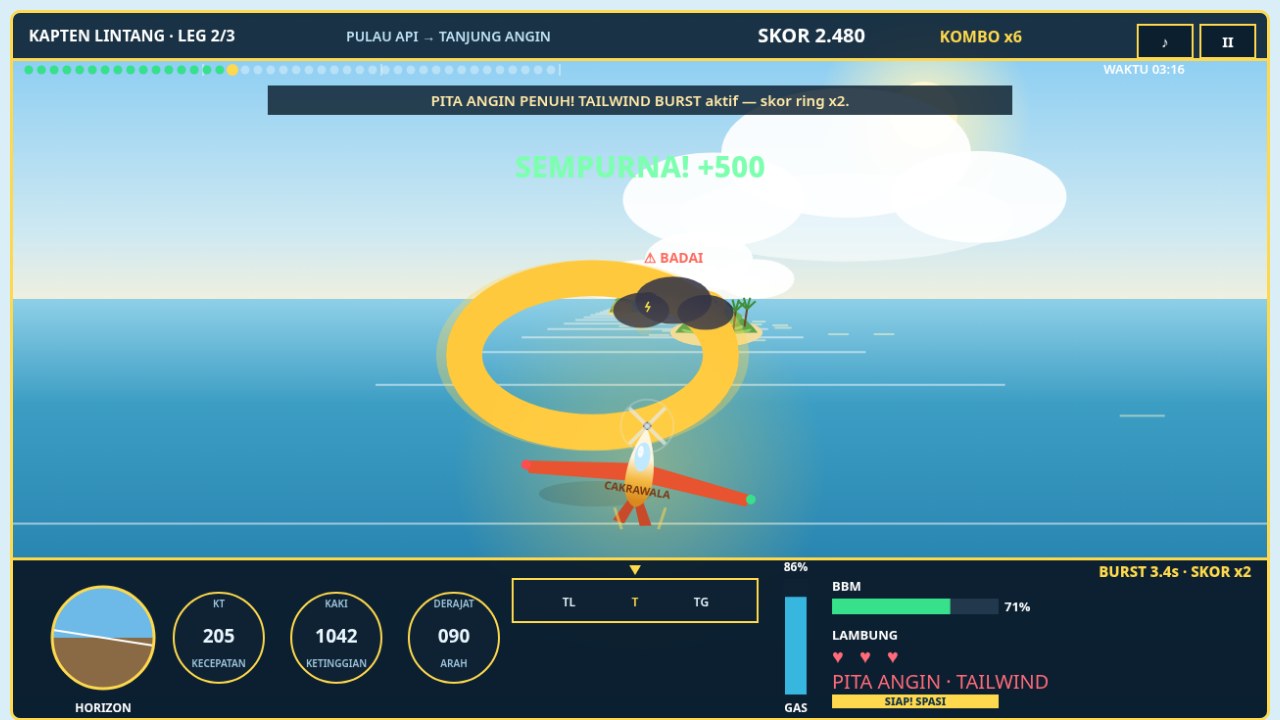 KAPTEN LINTANG · LEG 2/3
PULAU API → TANJUNG ANGIN
SKOR 2.480
KOMBO x6
♪
II
WAKTU 03:16
PITA ANGIN PENUH! TAILWIND BURST aktif — skor ring x2.
SEMPURNA! +500
⚠ BADAI
CAKRAWALA
BURST 3.4s · SKOR x2
HORIZON
KT
205
KECEPATAN
KAKI
1042
KETINGGIAN
DERAJAT
090
ARAH
TL T TG
86%
GAS
BBM
71%
LAMBUNG
♥ ♥ ♥
PITA ANGIN · TAILWIND
SIAP! SPASI